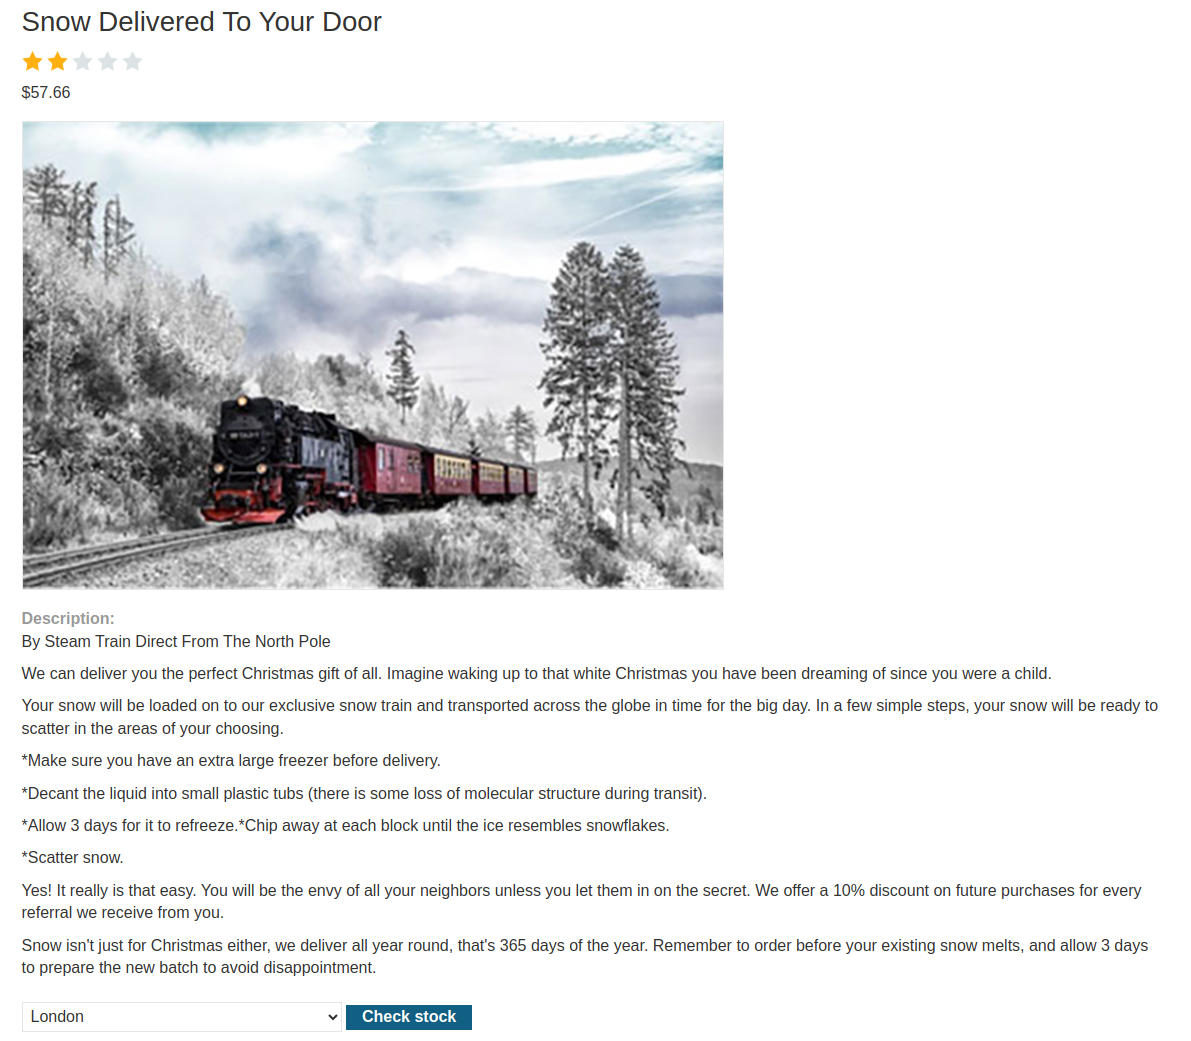 Snow Delivered To Your Door
$57.66
Description:
By Steam Train Direct From The North Pole
We can deliver you the perfect Christmas gift of all. Imagine waking up to that white Christmas you have been dreaming of since you were a child.
Your snow will be loaded on to our exclusive snow train and transported across the globe in time for the big day. In a few simple steps, your snow will be ready to
scatter in the areas of your choosing.
*Make sure you have an extra large freezer before delivery.
*Decant the liquid into small plastic tubs (there is some loss of molecular structure during transit).
*Allow 3 days for it to refreeze.*Chip away at each block until the ice resembles snowflakes.
*Scatter snow.
Yes! It really is that easy. You will be the envy of all your neighbors unless you let them in on the secret. We offer a 10% discount on future purchases for every
referral we receive from you.
Snow isn't just for Christmas either, we deliver all year round, that's 365 days of the year. Remember to order before your existing snow melts, and allow 3 days
to prepare the new batch to avoid disappointment.
London Check stock